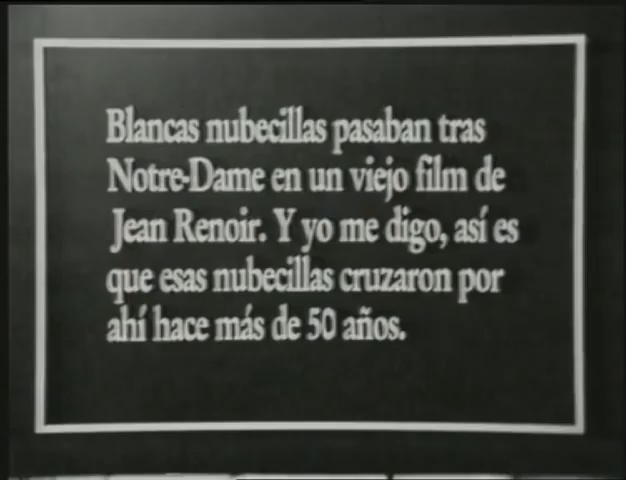 Blancas nubecillas pasaban tras
Notre-Dame en un viejo film de
Jean Renoir. Y yo me digo, así es
que esas nubecillas cruzaron por
ahí hace más de 50 años.